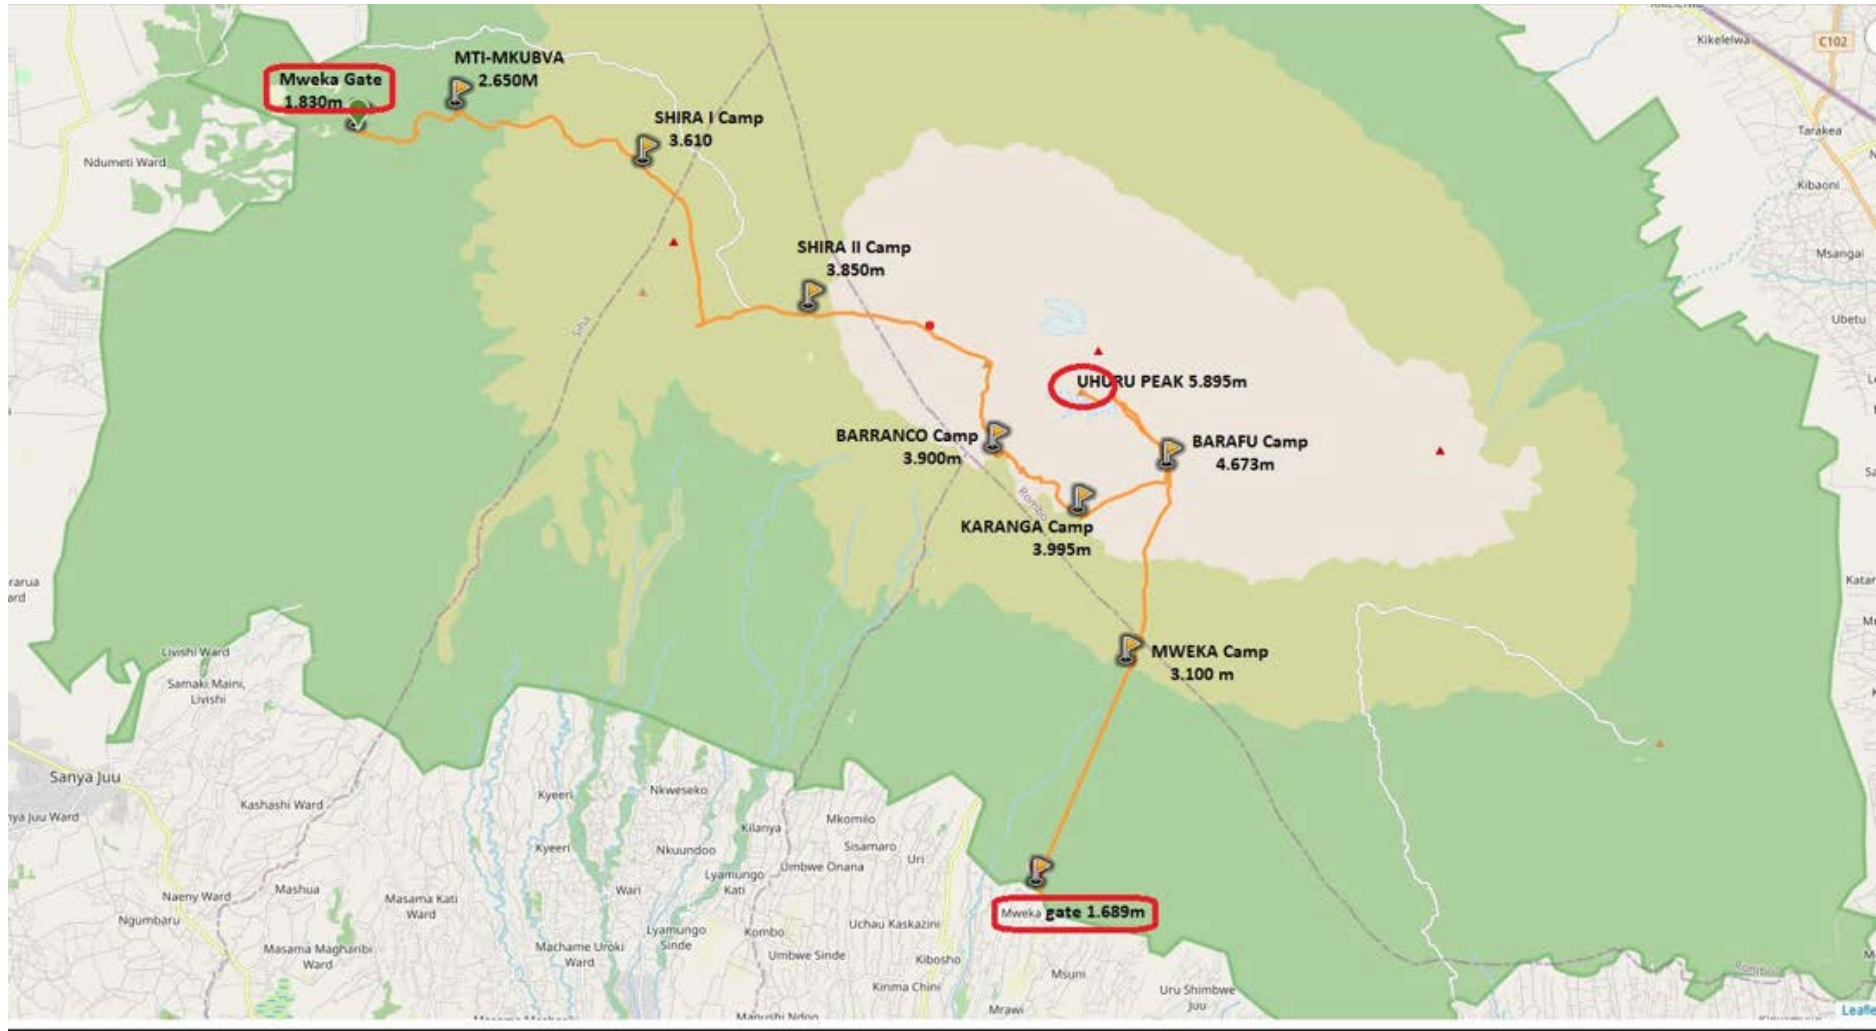 Kikelelwa
C102
MTI-MKUBVA
2.650M
Mweka Gate
1.830m
SHIRA I Camp
3.610
Tarakea
Ndumeti Ward
Kibaoni
SHIRA II Camp
3.850m
Msangai
Siha
Ubetu
UHURU PEAK 5.895m
BARRANCO Camp
3.900m
BARAFU Camp
4.673m
Rombo
KARANGA Camp
3.995m
MWEKA Camp
3.100 m
Livishi Ward
Samaki Maini,
Livishi
Sanya Juu
Kashashi Ward
Kyeeri
Nkweseko
Mkomilo
Kilanya
Sisamaro
Uri
Kyeeri
Nkuundoo
Umbwe Onana
Lyamungo
Kati
Naeny Ward
Mashua
Masama Kati
Ward
Wari
Mweka gate 1.689m
Ngumbaru
Uchau Kaskazini
Lyamungo
Sinde
Kombo
Masama Magharibi
Ward
Machame Uroki
Ward
Umbwe Sinde
Kibosho
Msuni
Kirima Chini
Uru Shimbwe
Juu
Mrawi